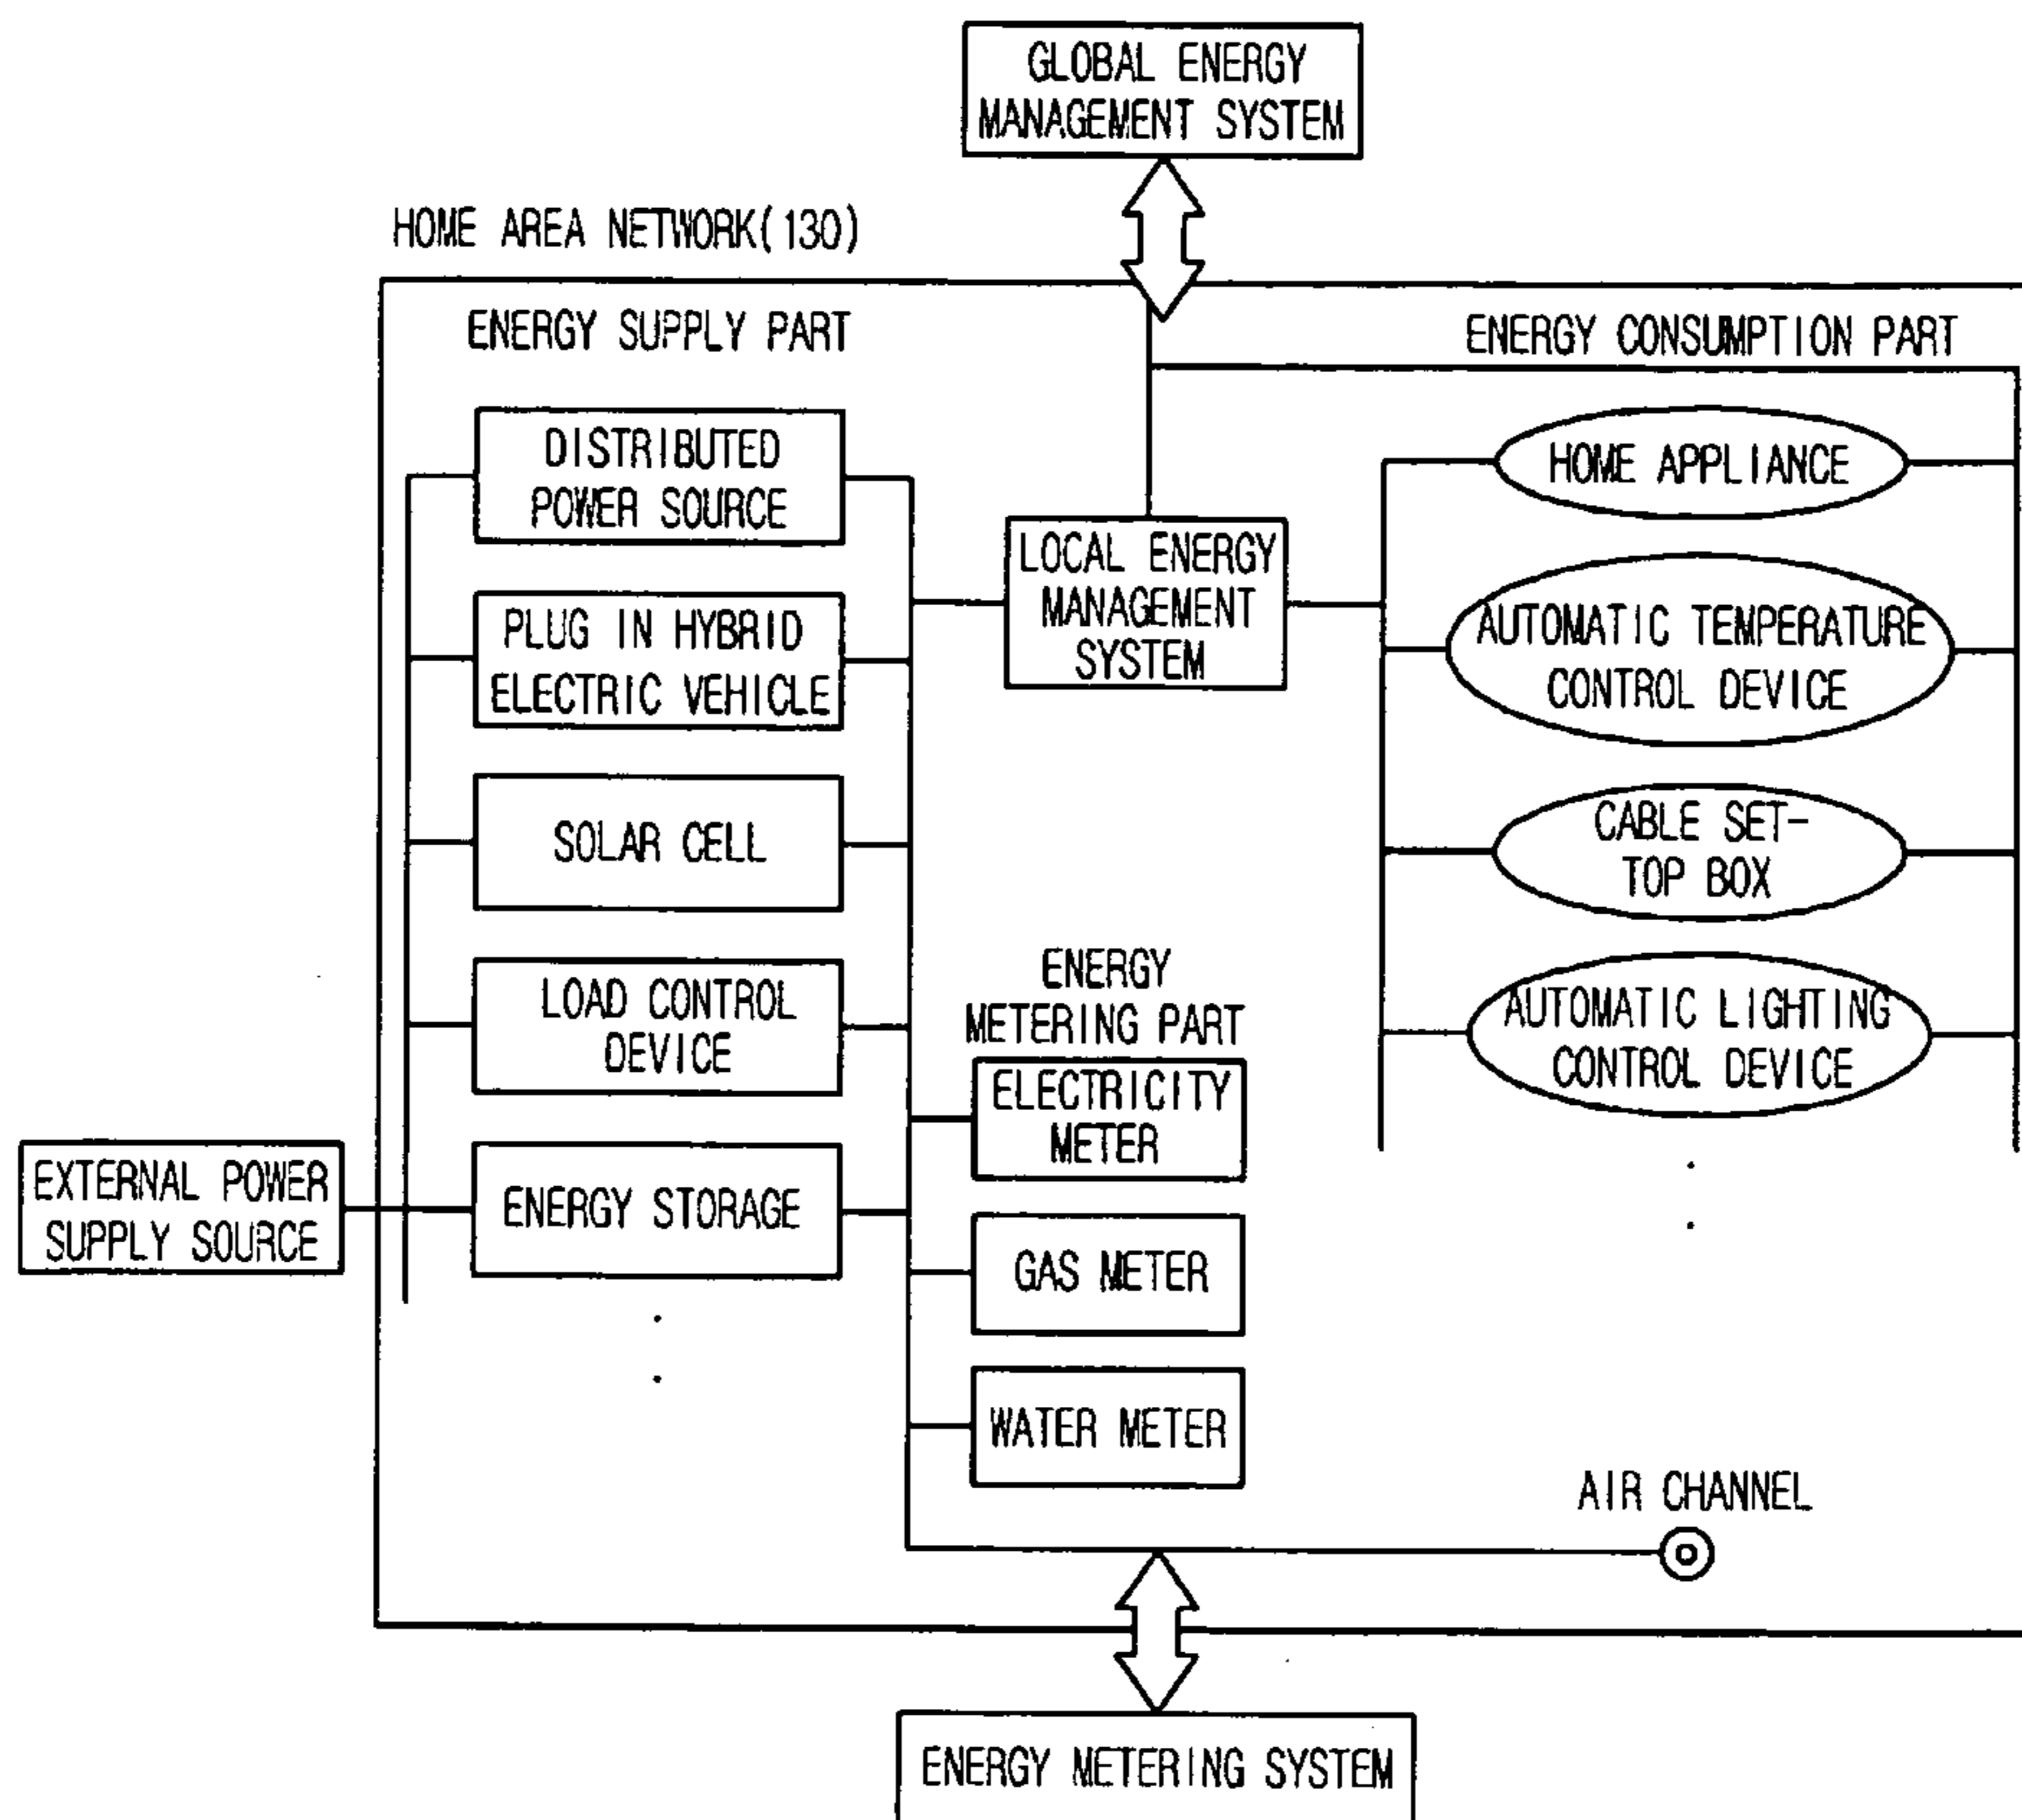 GLOBAL ENERGY
MANAGEMENT SYSTEM
HOME AREA NETWORK(130)
ENERGY SUPPLY PART
ENERGY CONSUMPTION PART
DISTRIBUTED
POWER SOURCE
PLUG IN HYBRID
ELECTRIC VEHICLE
SOLAR CELL
LOAD CONTROL
DEVICE
ENERGY STORAGE
EXTERNAL POWER
SUPPLY SOURCE
LOCAL ENERGY
MANAGEMENT
SYSTEM
ENERGY
METERING PART
ELECTRICITY
METER
GAS METER
WATER METER
HOME APPLIANCE
AUTOMATIC TEMPERATURE
CONTROL DEVICE
CABLE SET-
TOP BOX
AUTOMATIC LIGHTING
CONTROL DEVICE
AIR CHANNEL
ENERGY METERING SYSTEM